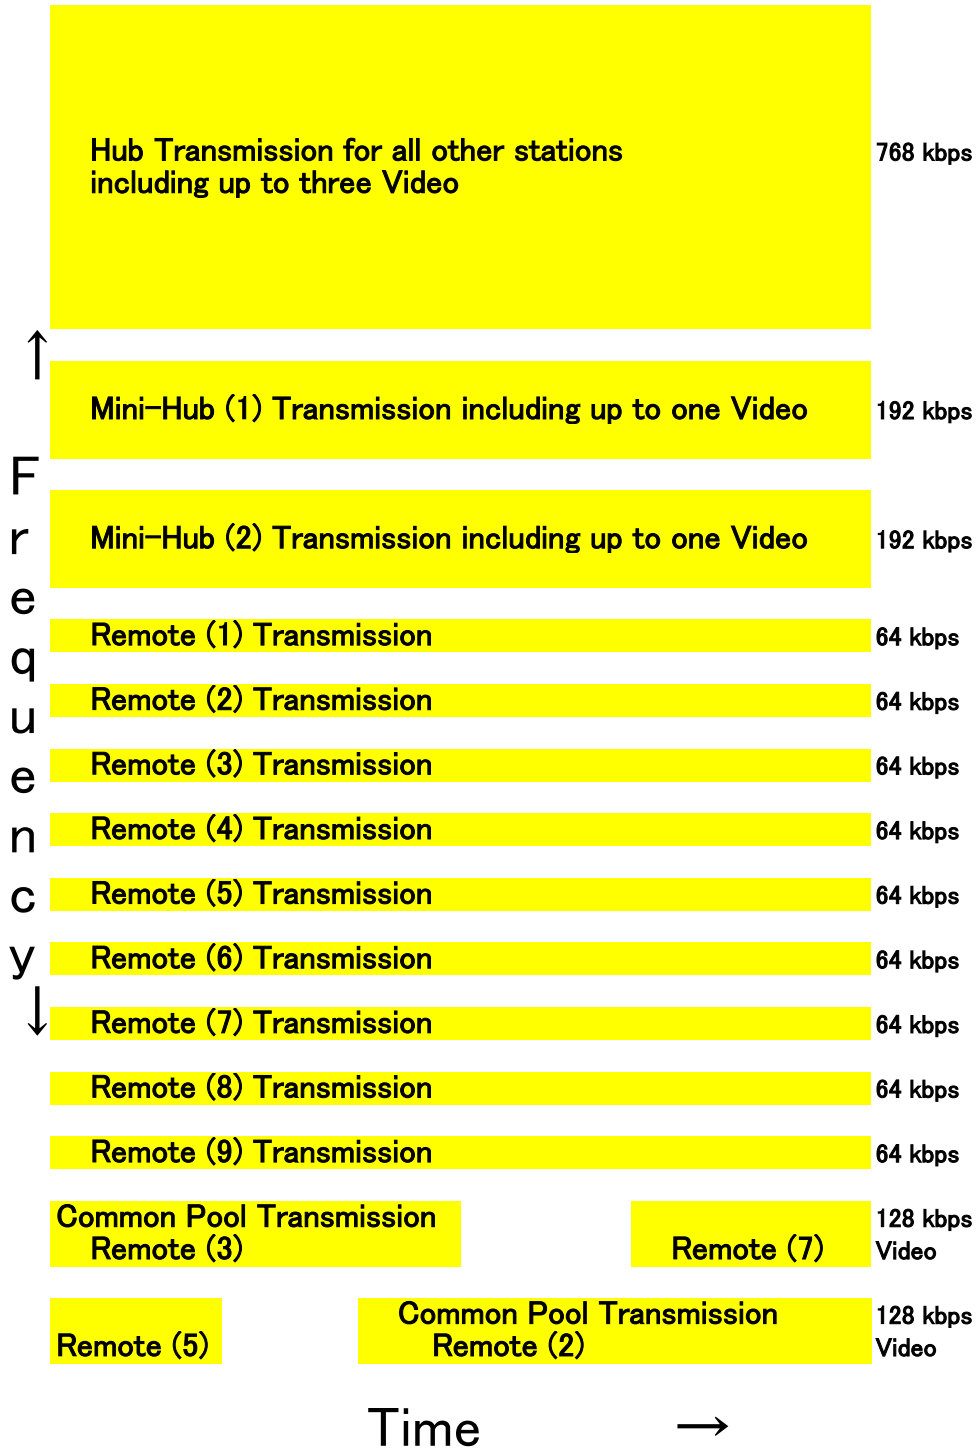 Hub Transmission for all other stations
including up to three Video
768 kbps
↑
Mini-Hub (1) Transmission including up to one Video
192 kbps
Frequency
Mini-Hub (2) Transmission including up to one Video
192 kbps
Remote (1) Transmission
64 kbps
Remote (2) Transmission
64 kbps
Remote (3) Transmission
64 kbps
Remote (4) Transmission
64 kbps
Remote (5) Transmission
64 kbps
Remote (6) Transmission
64 kbps
↓
Remote (7) Transmission
64 kbps
Remote (8) Transmission
64 kbps
Remote (9) Transmission
64 kbps
Common Pool Transmission
Remote (3)
Remote (7)
128 kbps
Video
Remote (5)
Common Pool Transmission
Remote (2)
128 kbps
Video
Time →